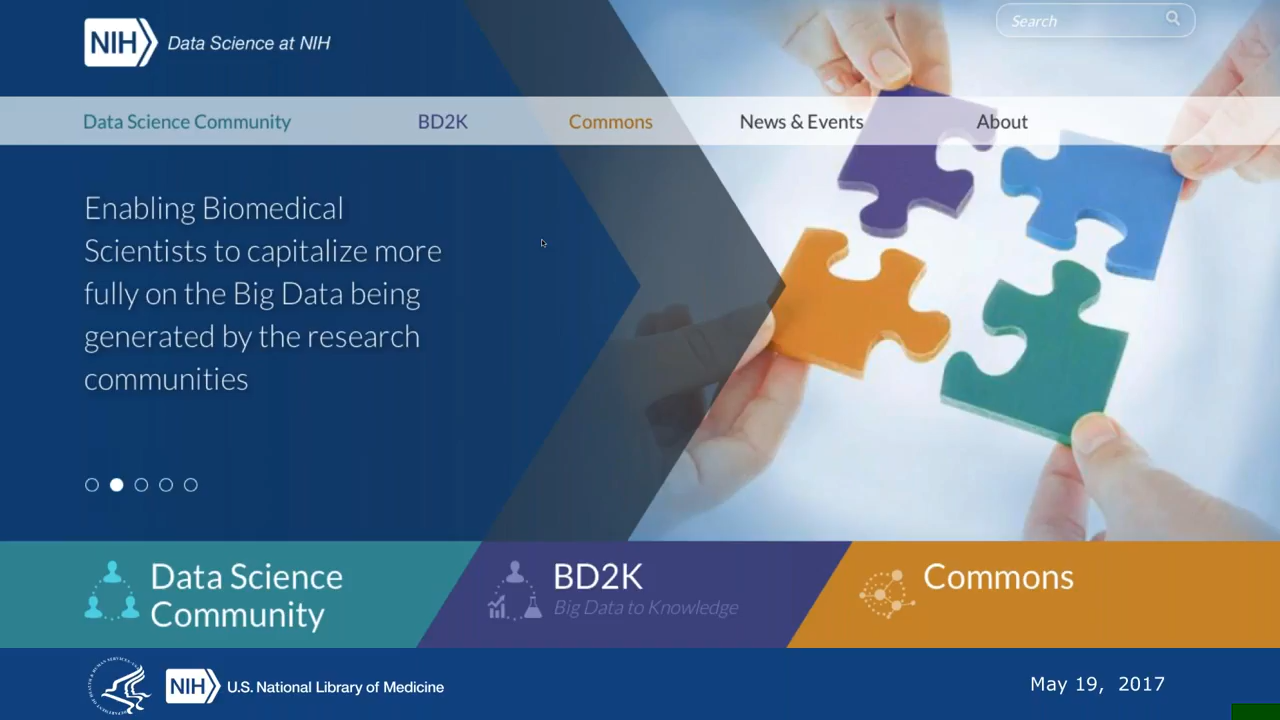 NIH Data Science at NIH
Search
Data Science Community BD2K Commons News & Events About
Enabling Biomedical
Scientists to capitalize more
fully on the Big Data being
generated by the research
communities
Data Science
Community
BD2K
Big Data to Knowledge
Commons
NIH U.S. National Library of Medicine
May 19, 2017